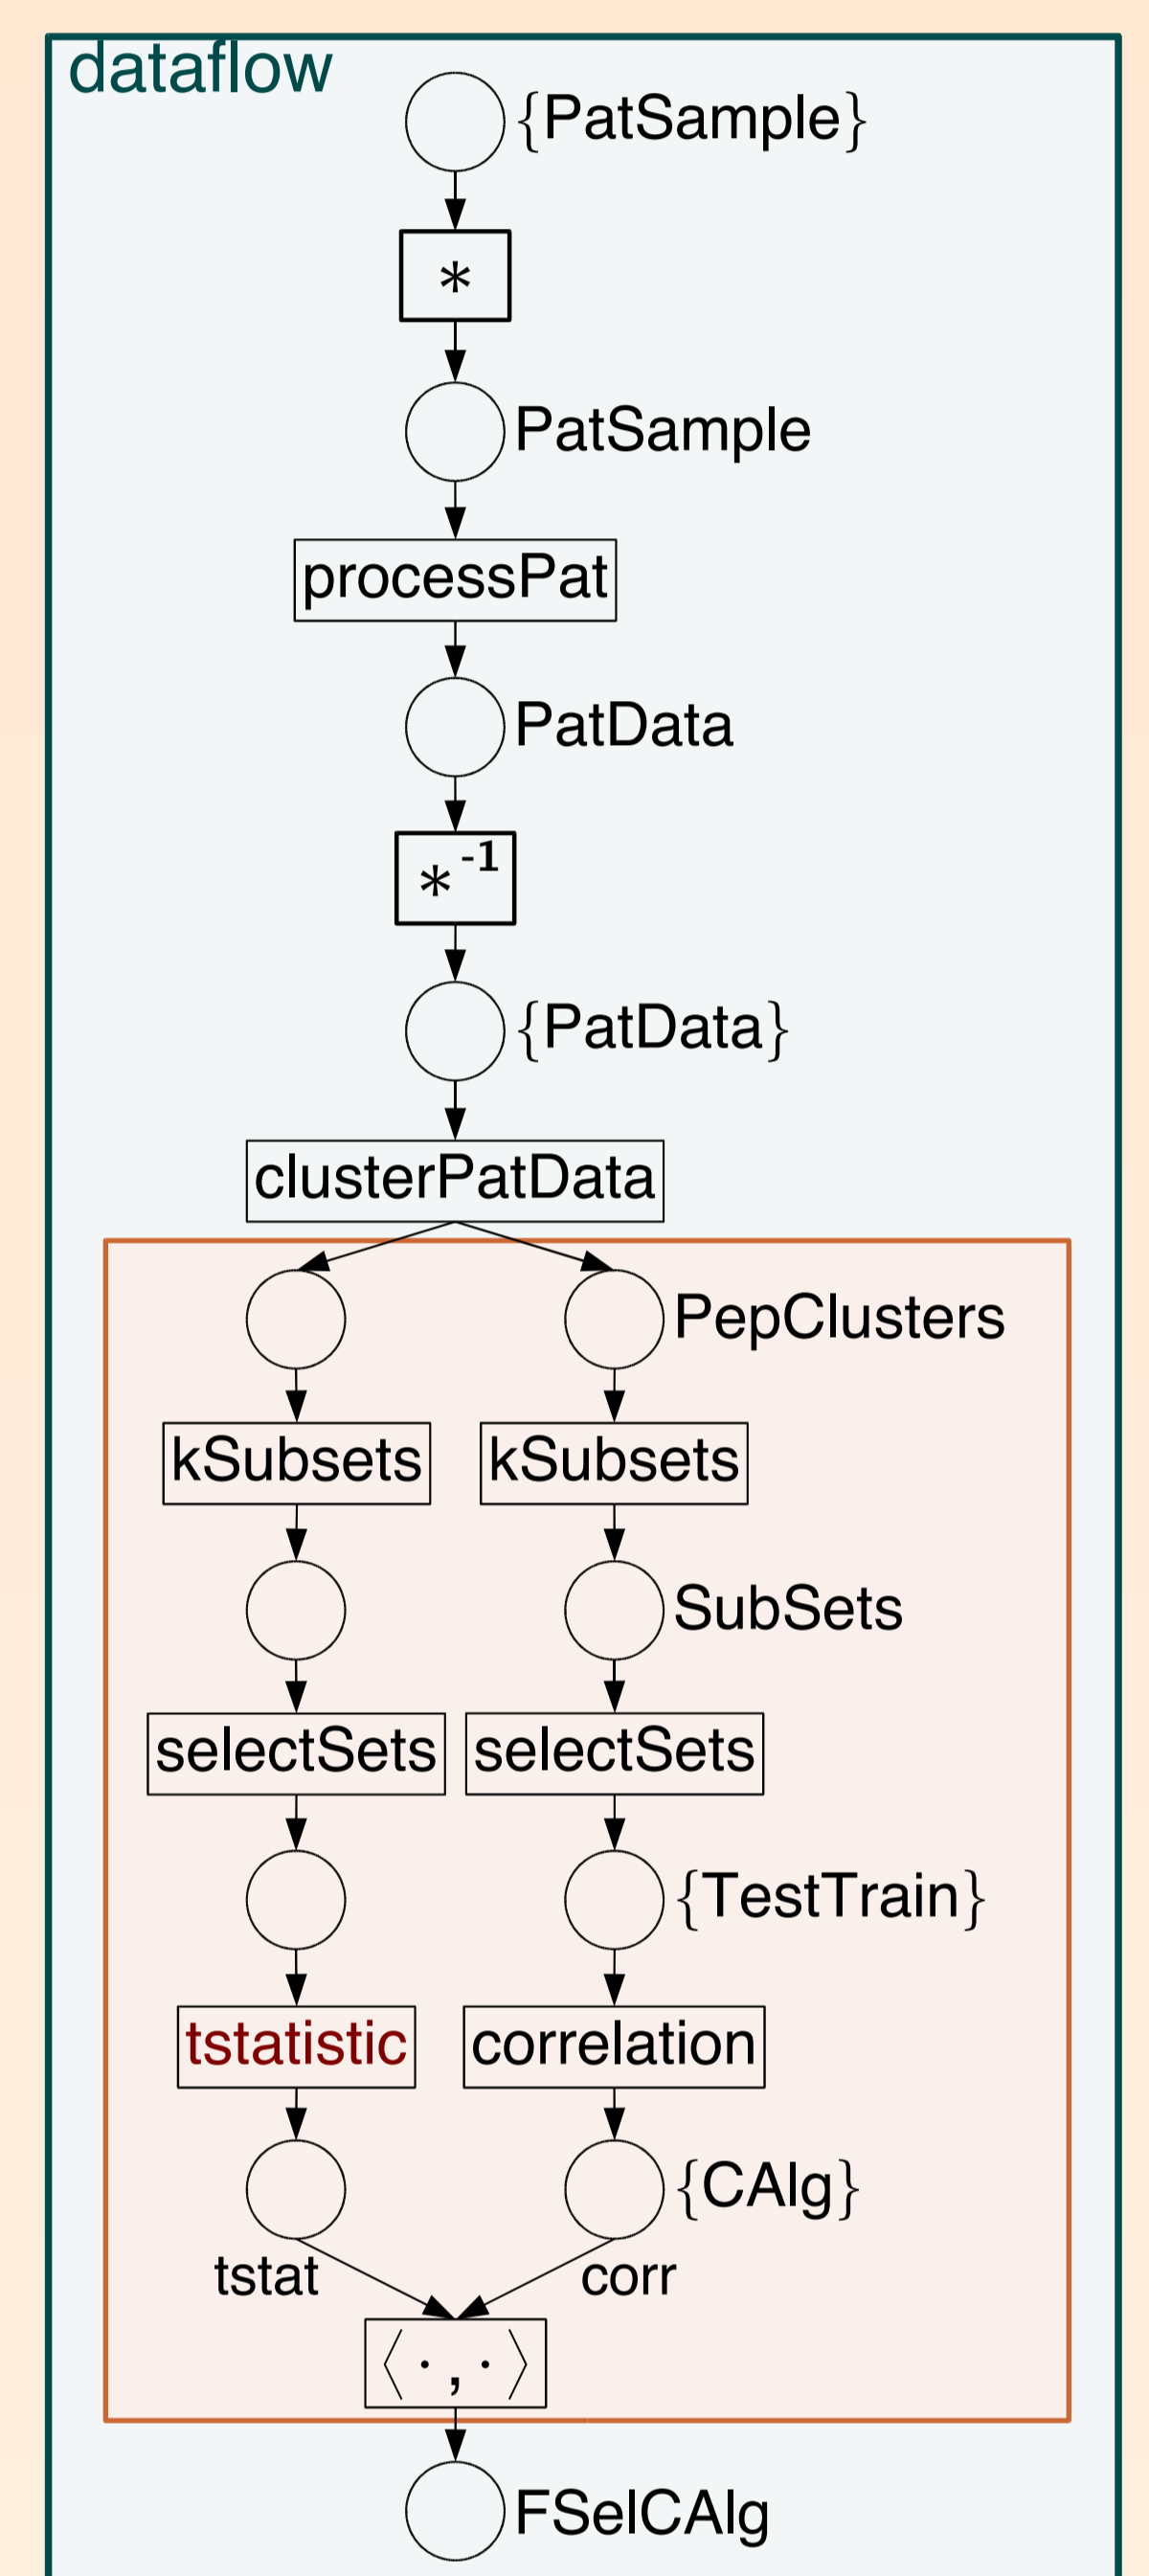 dataflow
{PatSample}
*
PatSample
processPat
PatData
*-1
{PatData}
clusterPatData
PepClusters
kSubsets kSubsets
SubSets
selectSets selectSets
{TestTrain}
tstatistic correlation
{CAlg}
tstat corr
⟨·,·⟩
FSelCAlg